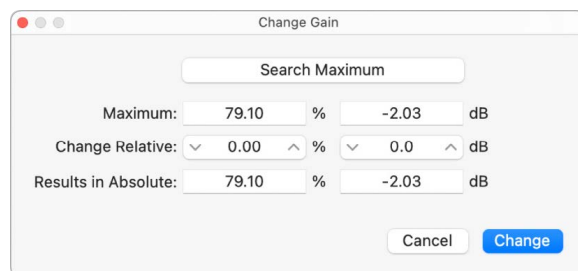 Change Gain
Search Maximum
Maximum: 79.10 % -2.03 dB
Change Relative: 0.00 % 0.0 dB
Results in Absolute: 79.10 % -2.03 dB
Cancel Change